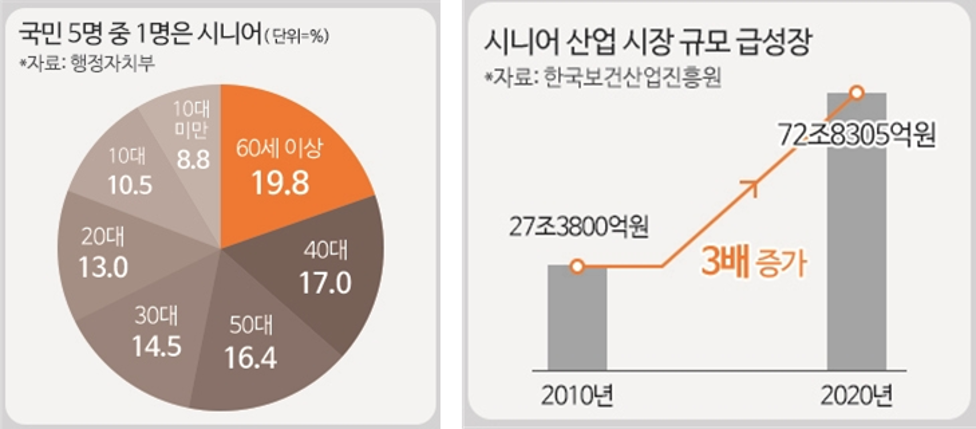 국민 5명 중 1명은 시니어(단위=%)
*자료: 행정자치부
60세 이상
19.8
40대
17.0
50대
16.4
30대
14.5
20대
13.0
10대
10.5
10대
미만
8.8
시니어 산업 시장 규모 급성장
*자료: 한국보건산업진흥원
72조8305억원
27조3800억원
3배 증가
2010년
2020년